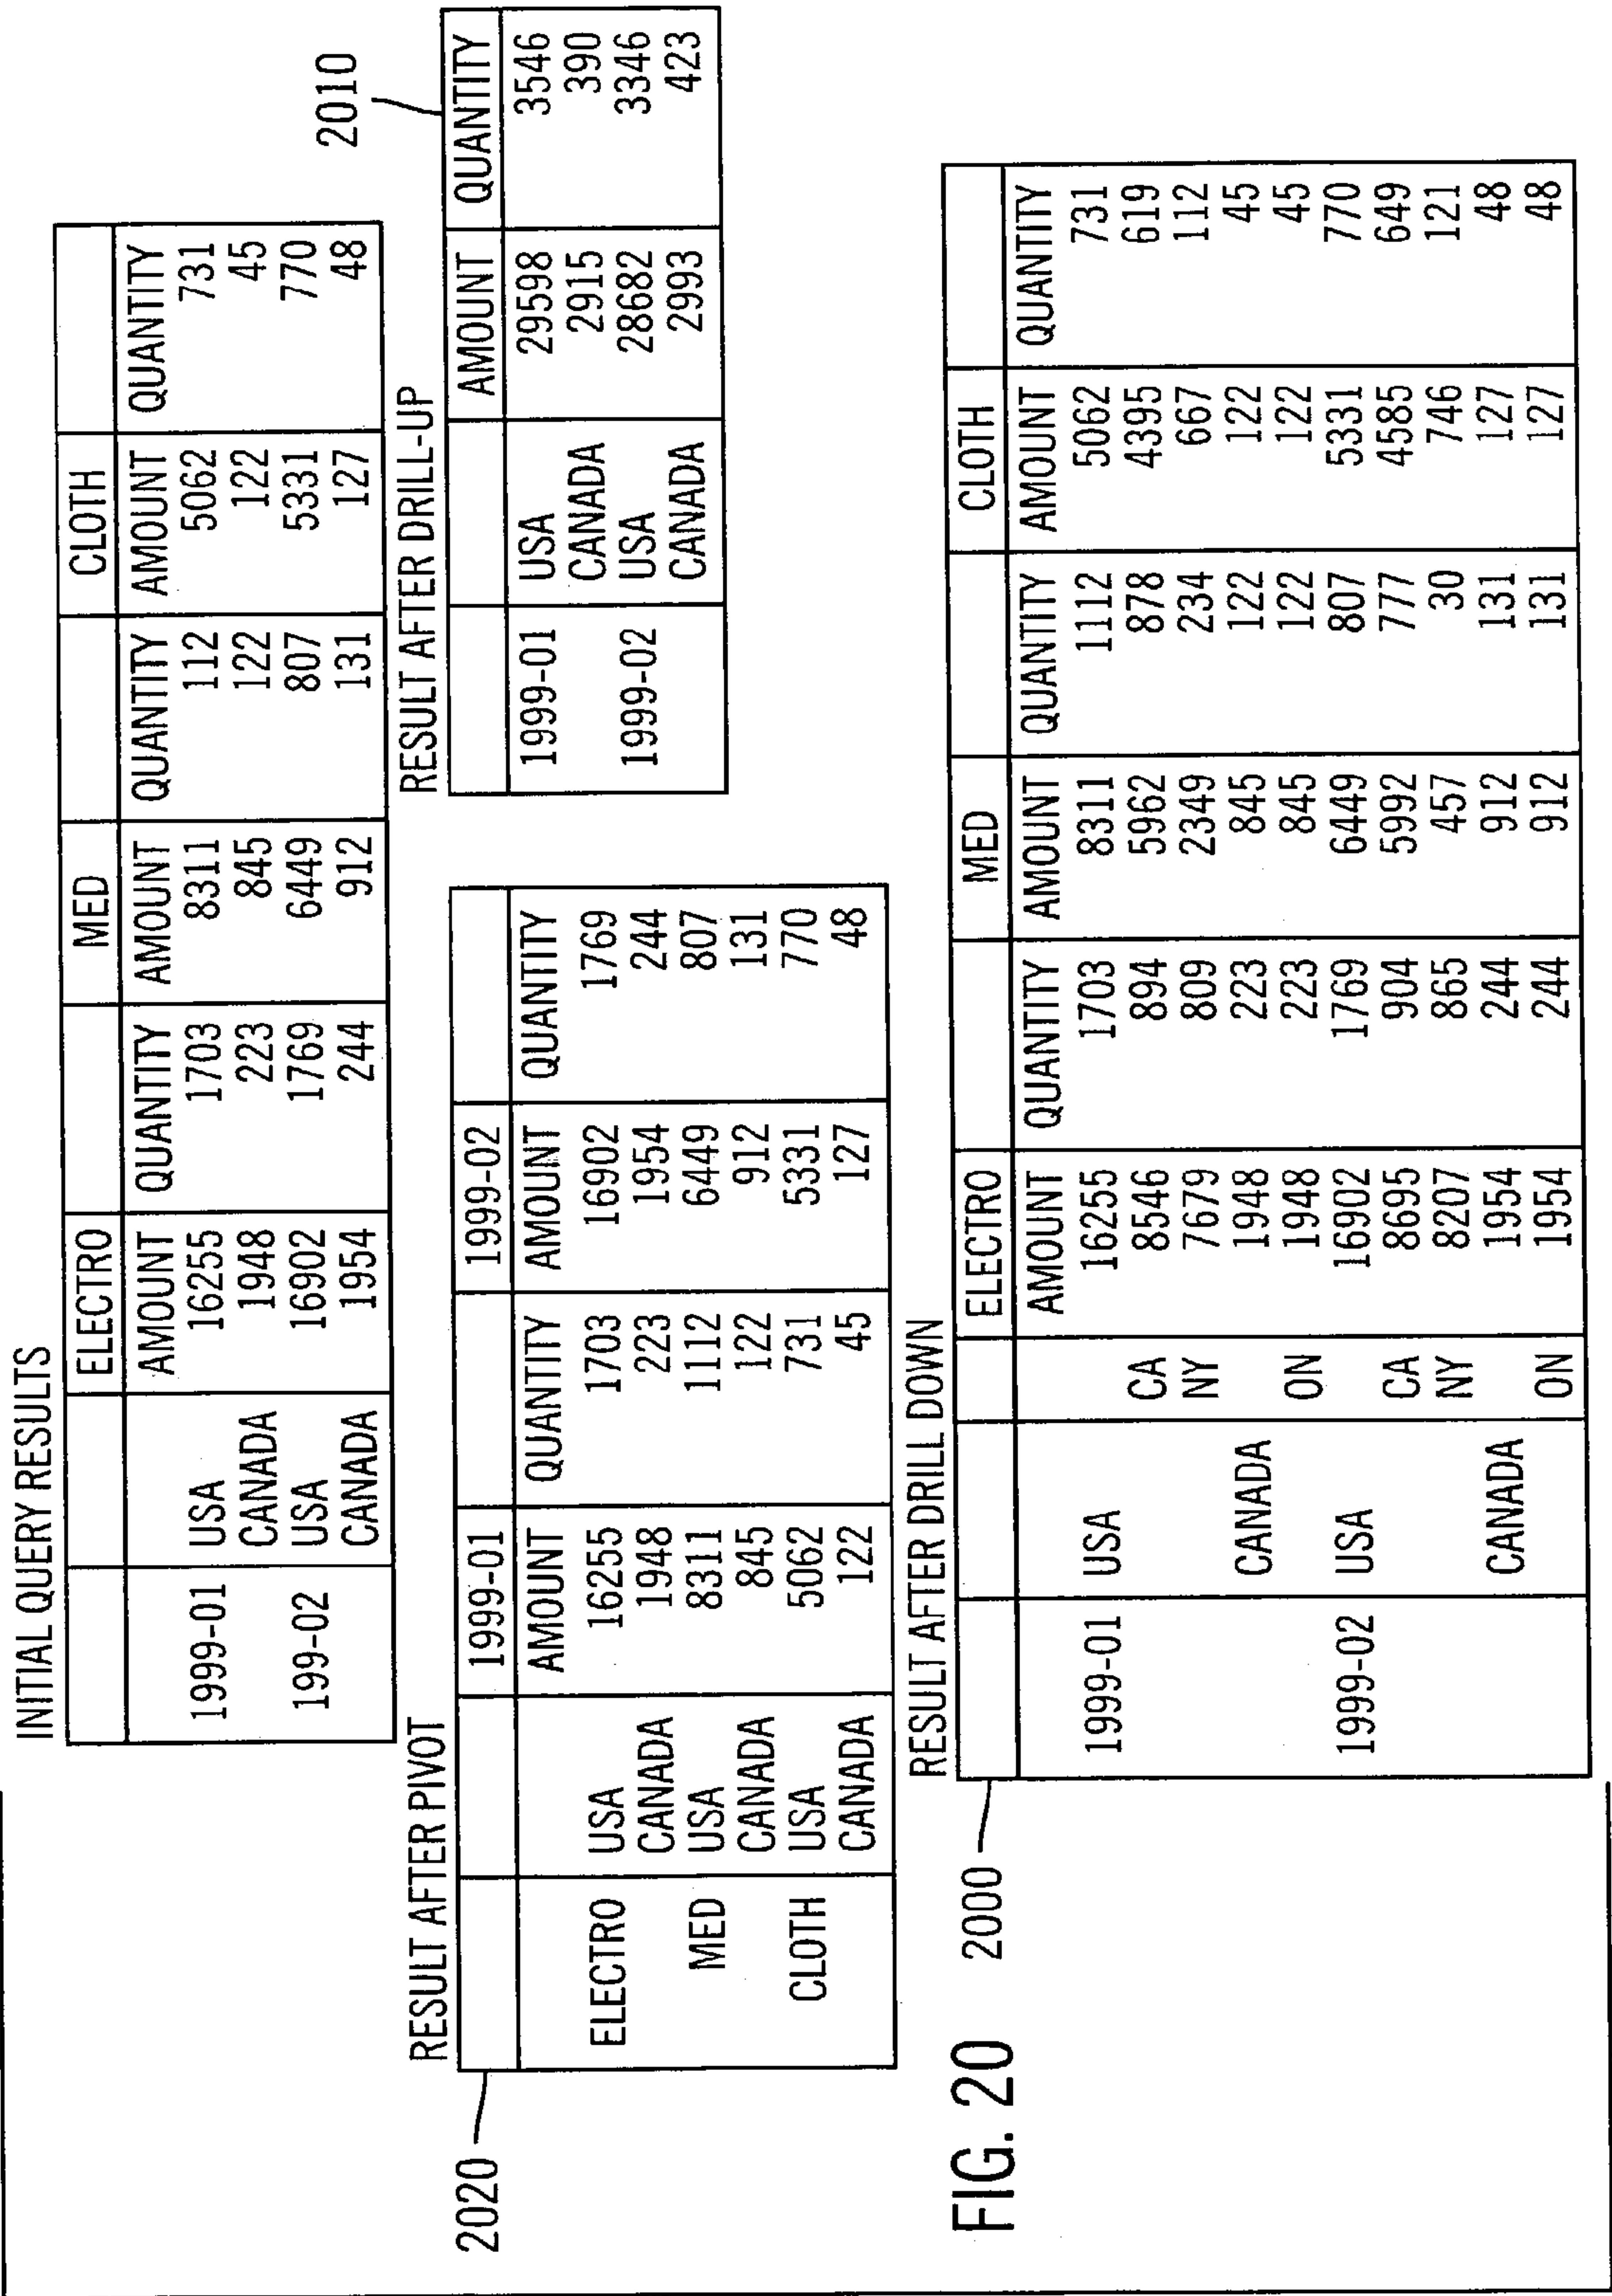 INITIAL QUERY RESULTS
ELECTRO MED CLOTH
AMOUNT QUANTITY AMOUNT QUANTITY AMOUNT QUANTITY
1999-01 USA 16255 1703 8311 112 5062 731
CANADA 1948 223 845 122 122 45
199-02 USA 16902 1769 6449 807 5331 770
CANADA 1954 244 912 131 127 48
RESULT AFTER PIVOT
1999-01 1999-02
AMOUNT QUANTITY AMOUNT QUANTITY
ELECTRO USA 16255 1703 16902 1769
CANADA 1948 223 1954 244
MED USA 8311 1112 6449 807
CANADA 845 122 912 131
CLOTH USA 5062 731 5331 770
CANADA 122 45 127 48
2020
RESULT AFTER DRILL-UP
2010
AMOUNT QUANTITY
1999-01 USA 29598 3546
CANADA 2915 390
1999-02 USA 28682 3346
CANADA 2993 423
RESULT AFTER DRILL DOWN
ELECTRO MED CLOTH
AMOUNT QUANTITY AMOUNT QUANTITY AMOUNT QUANTITY
1999-01 USA 16255 1703 8311 1112 5062 731
CA 8546 894 5962 878 4395 619
NY 7679 809 2349 234 667 112
CANADA 1948 223 845 122 122 45
ON 1948 223 845 122 122 45
1999-02 USA 16902 1769 6449 807 5331 770
CA 8695 904 5992 777 4585 649
NY 8207 865 457 30 746 121
CANADA 1954 244 912 131 127 48
ON 1954 244 912 131 127 48
2000
FIG. 20